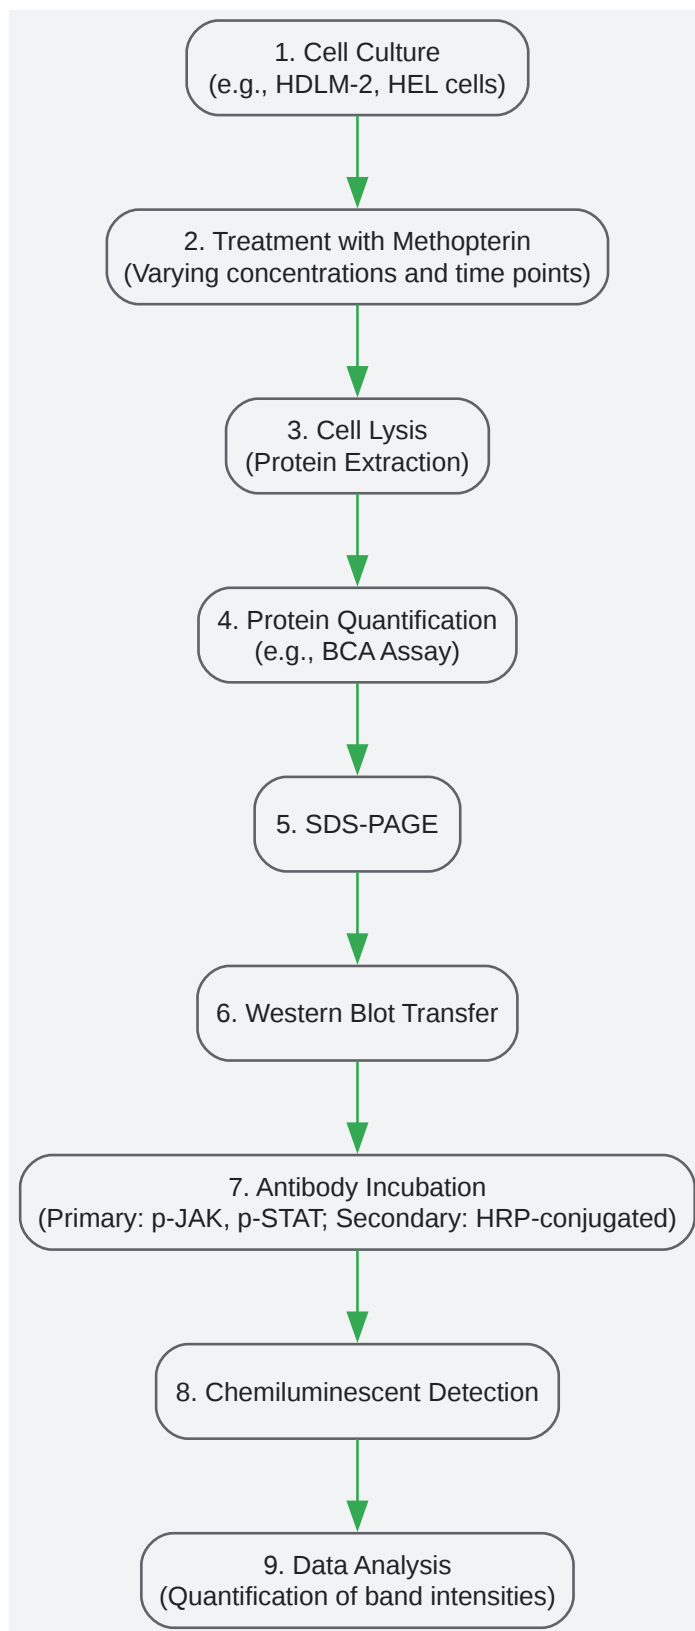 1. Cell Culture
(e.g., HDLM-2, HEL cells)
2. Treatment with Methopterin
(Varying concentrations and time points)
3. Cell Lysis
(Protein Extraction)
4. Protein Quantification
(e.g., BCA Assay)
5. SDS-PAGE
6. Western Blot Transfer
7. Antibody Incubation
(Primary: p-JAK, p-STAT; Secondary: HRP-conjugated)
8. Chemiluminescent Detection
9. Data Analysis
(Quantification of band intensities)